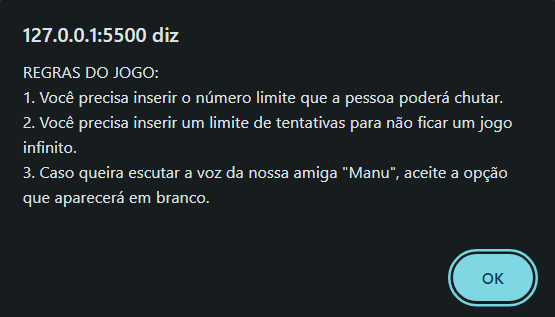 127.0.0.1:5500 diz
REGRAS DO JOGO:
1. Você precisa inserir o número limite que a pessoa poderá chutar.
2. Você precisa inserir um limite de tentativas para não ficar um jogo
infinito.
3. Caso queira escutar a voz da nossa amiga "Manu", aceite a opção
que aparecerá em branco.
OK